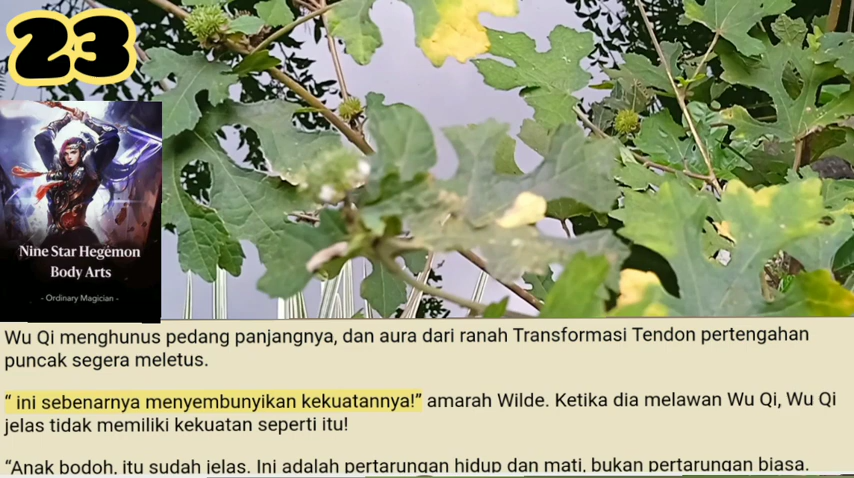 23
Nine Star Hegemon
Body Arts
- Ordinary Magician -
Wu Qi menghunus pedang panjangnya, dan aura dari ranah Transformasi Tendon pertengahan
puncak segera meletus.
“ ini sebenarnya menyembunyikan kekuatannya!” amarah Wilde. Ketika dia melawan Wu Qi, Wu Qi
jelas tidak memiliki kekuatan seperti itu!
“Anak bodoh, itu sudah jelas. Ini adalah pertarungan hidup dan mati, bukan pertarungan biasa.